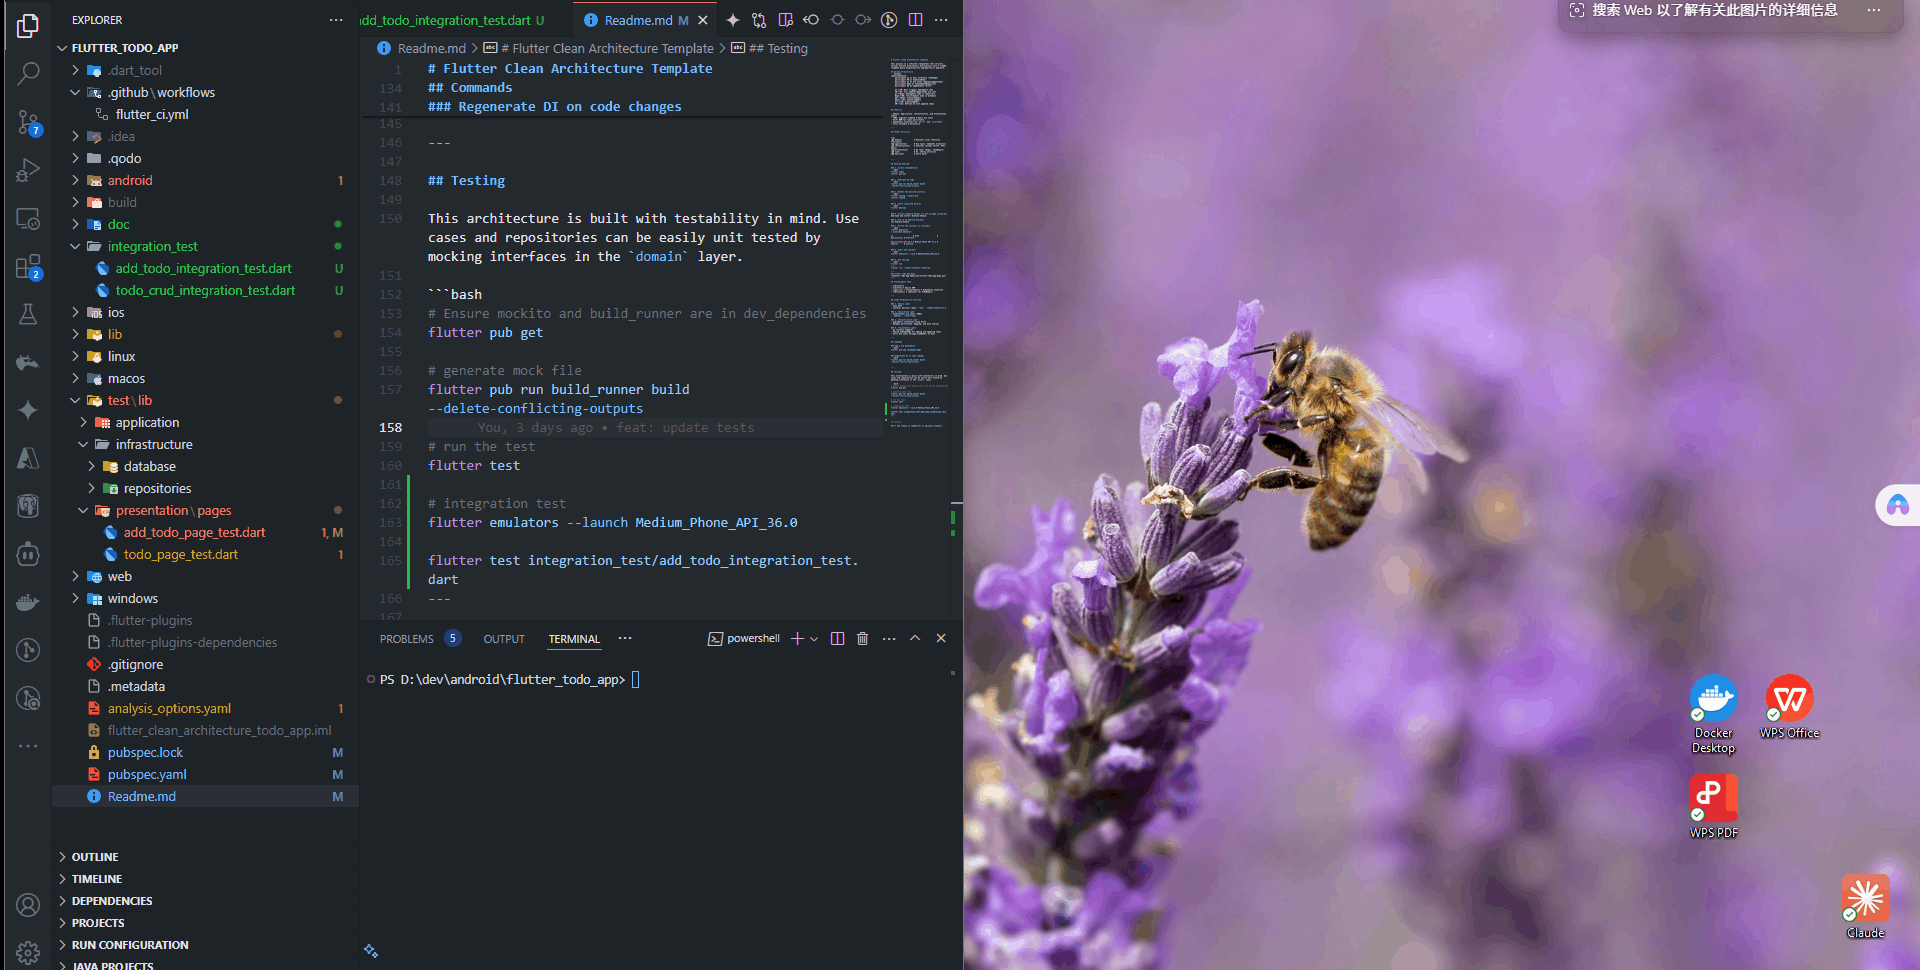 EXPLORER
FLUTTER_TODO_APP
.dart_tool
.github\workflows
flutter_ci.yml
.idea
.qodo
android 1
build
doc
integration_test
add_todo_integration_test.dart U
todo_crud_integration_test.dart U
ios
lib
linux
macos
test\lib
application
infrastructure
database
repositories
presentation\pages
add_todo_page_test.dart 1, M
todo_page_test.dart 1
web
windows
.flutter-plugins
.flutter-plugins-dependencies
.gitignore
.metadata
analysis_options.yaml 1
flutter_clean_architecture_todo_app.iml
pubspec.lock M
pubspec.yaml M
Readme.md M
OUTLINE
TIMELINE
DEPENDENCIES
PROJECTS
RUN CONFIGURATION
JAVA PROJECTS
7
2
add_todo_integration_test.dart U
Readme.md M
Readme.md > # Flutter Clean Architecture Template > ## Testing
1 # Flutter Clean Architecture Template
134 ## Commands
141 ### Regenerate DI on code changes
145
146 ---
147
148 ## Testing
149
150 This architecture is built with testability in mind. Use
cases and repositories can be easily unit tested by
mocking interfaces in the `domain` layer.
151
152 ```bash
153 # Ensure mockito and build_runner are in dev_dependencies
154 flutter pub get
155
156 # generate mock file
157 flutter pub run build_runner build
--delete-conflicting-outputs
158 You, 3 days ago • feat: update tests
159 # run the test
160 flutter test
161
162 # integration test
163 flutter emulators --launch Medium_Phone_API_36.0
164
165 flutter test integration_test/add_todo_integration_test.
dart
166 ---
167
PROBLEMS 5 OUTPUT TERMINAL
powershell
PS D:\dev\android\flutter_todo_app>
搜索 Web 以了解有关此图片的详细信息
Docker
Desktop
WPS Office
WPS PDF
Claude